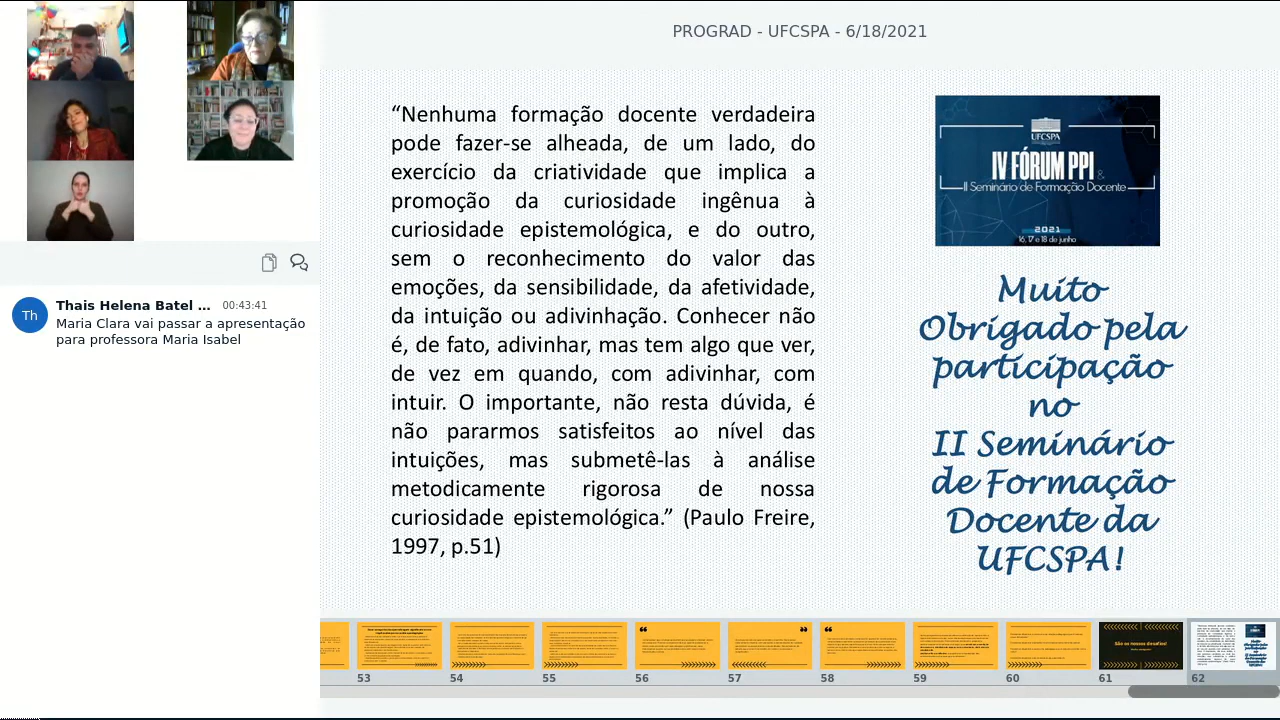 PROGRAD - UFCSPA - 6/18/2021
Th
Thais Helena Batel ...
00:43:41
Maria Clara vai passar a apresentação
para professora Maria Isabel
“Nenhuma formação docente verdadeira
pode fazer-se alheada, de um lado, do
exercício da criatividade que implica a
promoção da curiosidade ingênua à
curiosidade epistemológica, e do outro,
sem o reconhecimento do valor das
emoções, da sensibilidade, da afetividade,
da intuição ou adivinhação. Conhecer não
é, de fato, adivinhar, mas tem algo que ver,
de vez em quando, com adivinhar, com
intuir. O importante, não resta dúvida, é
não pararmos satisfeitos ao nível das
intuições, mas submetê-las à análise
metodicamente rigorosa de nossa
curiosidade epistemológica.” (Paulo Freire,
1997, p.51)
UFCSPA
IV FÓRUM PPI &
II Seminário de Formação Docente
2021
16, 17 e 18 de junho
Muito
Obrigado pela
participação
no
II Seminário
de Formação
Docente da
UFCSPA!
São os nossos desafios!
53
54
55
56
57
58
59
60
61
62